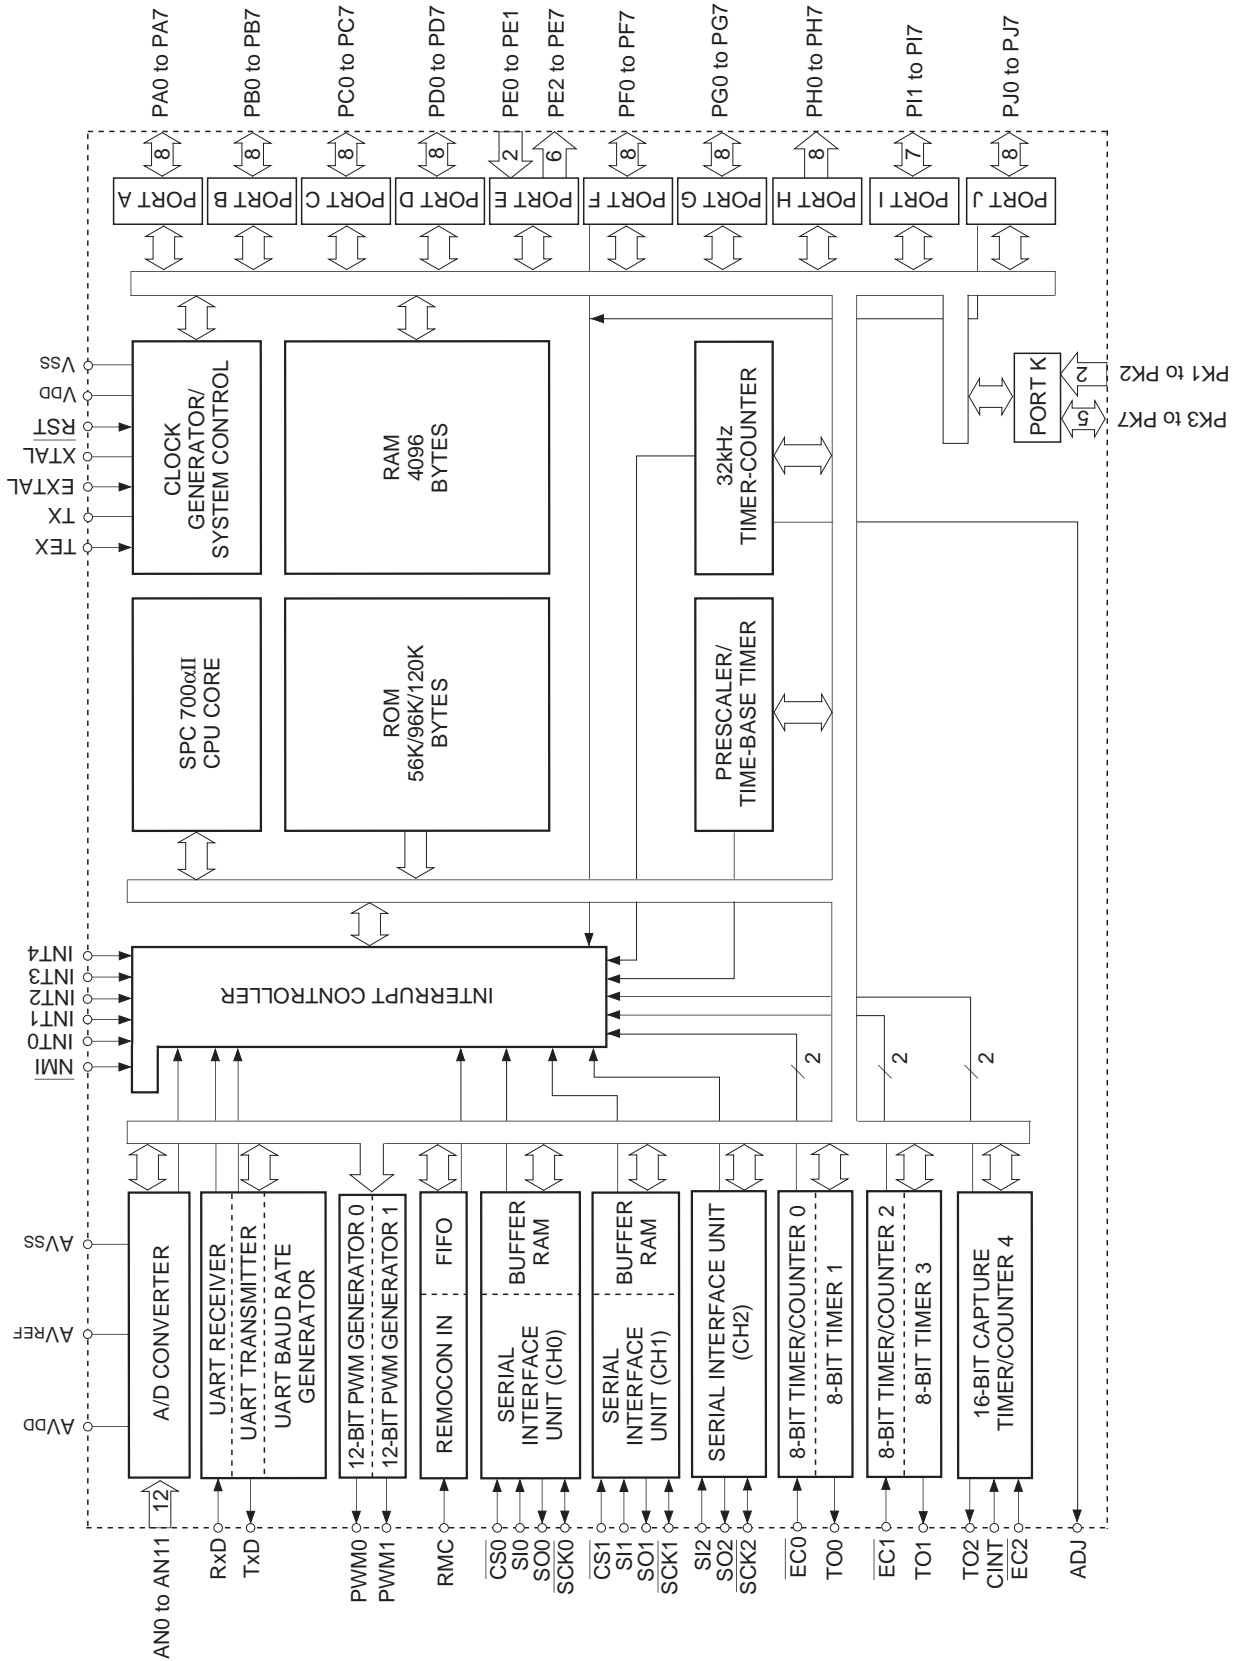 PA0 to PA7
PB0 to PB7
PC0 to PC7
PD0 to PD7
PE0 to PE1
PE2 to PE7
PF0 to PF7
PG0 to PG7
PH0 to PH7
PI1 to PI7
PJ0 to PJ7
8
8
8
8
2
6
8
8
8
7
8
PORT A
PORT B
PORT C
PORT D
PORT E
PORT F
PORT G
PORT H
PORT I
PORT J
VSS
VDD
RST
XTAL
EXTAL
TX
TEX
CLOCK
GENERATOR/
SYSTEM CONTROL
RAM
4096
BYTES
32kHz
TIMER-COUNTER
PORT K
2
5
PK1 to PK2
PK3 to PK7
SPC 700αII
CPU CORE
ROM
56K/96K/120K
BYTES
PRESCALER/
TIME-BASE TIMER
INT4
INT3
INT2
INT1
INT0
NMI
INTERRUPT CONTROLLER
2
2
2
AVSS
AVREF
AVDD
A/D CONVERTER
UART RECEIVER
UART TRANSMITTER
UART BAUD RATE
GENERATOR
12-BIT PWM GENERATOR 0
12-BIT PWM GENERATOR 1
REMOCON IN
FIFO
SERIAL
INTERFACE
UNIT (CH0)
BUFFER
RAM
SERIAL
INTERFACE
UNIT (CH1)
BUFFER
RAM
SERIAL INTERFACE UNIT
(CH2)
8-BIT TIMER/COUNTER 0
8-BIT TIMER 1
8-BIT TIMER/COUNTER 2
8-BIT TIMER 3
16-BIT CAPTURE
TIMER/COUNTER 4
12
AN0 to AN11
RxD
TxD
PWM0
PWM1
RMC
CS0
SI0
SO0
SCK0
CS1
SI1
SO1
SCK1
SI2
SO2
SCK2
EC0
TO0
EC1
TO1
TO2
CINT
EC2
ADJ